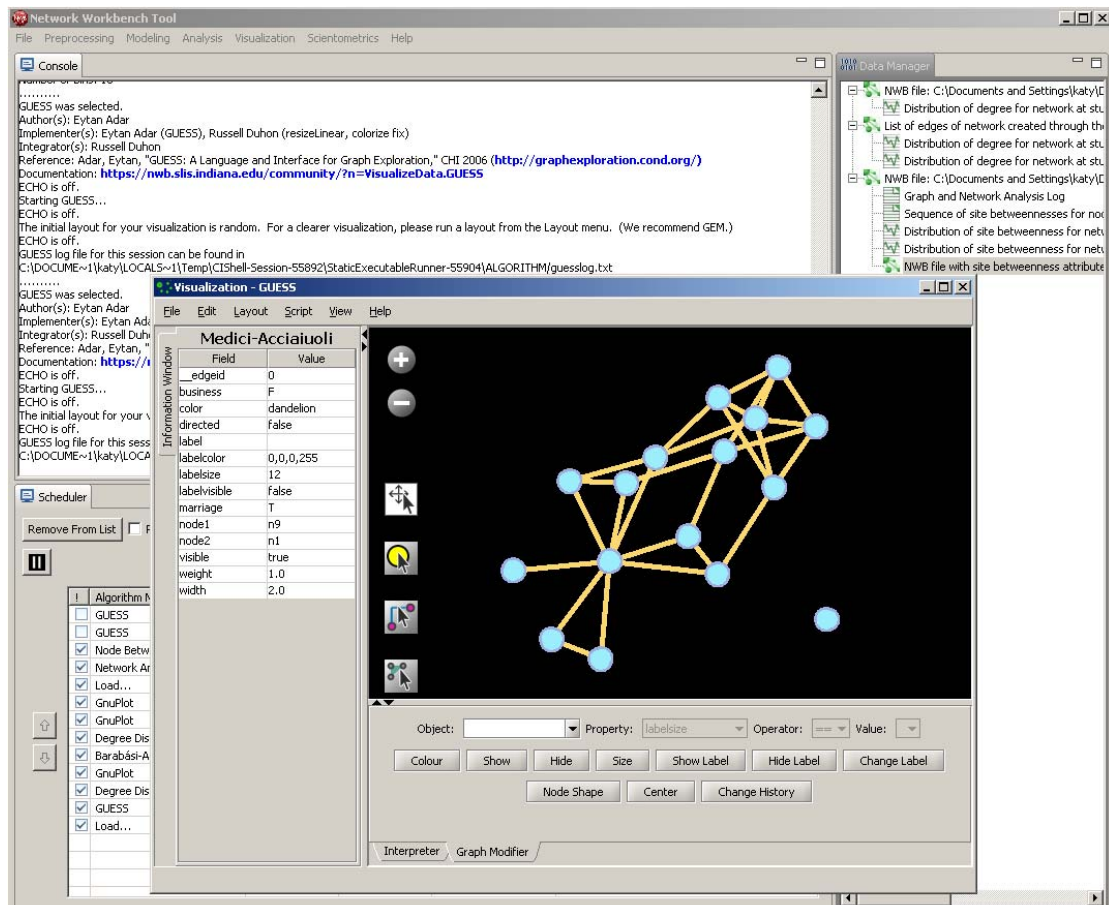 Network Workbench Tool
File Preprocessing Modeling Analysis Visualization Scientometrics Help
Console
..........
GUESS was selected.
Author(s): Eytan Adar
Implementer(s): Eytan Adar (GUESS), Russell Duhon (resizeLinear, colorize fix)
Integrator(s): Russell Duhon
Reference: Adar, Eytan, "GUESS: A Language and Interface for Graph Exploration," CHI 2006 (http://graphexploration.cond.org/)
Documentation: https://nwb.slis.indiana.edu/community/?n=VisualizeData.GUESS
ECHO is off.
Starting GUESS...
ECHO is off.
The initial layout for your visualization is random. For a clearer visualization, please run a layout from the Layout menu. (We recommend GEM.)
ECHO is off.
GUESS log file for this session can be found in
C:\DOCUME~1\katy\LOCALS~1\Temp\CIShell-Session-55892\StaticExecutableRunner-55904\ALGORITHM/guesslog.txt
..........
GUESS was selected.
Author(s): Eytan Adar
Implementer(s): Eytan Ada
Integrator(s): Russell Duh
Reference: Adar, Eytan, "
Documentation: https://
ECHO is off.
Starting GUESS...
ECHO is off.
The initial layout for your
ECHO is off.
GUESS log file for this sess
C:\DOCUME~1\katy\LOCA
Data Manager
NWB file: C:\Documents and Settings\katy\D
Distribution of degree for network at stu
List of edges of network created through the
Distribution of degree for network at stu
Distribution of degree for network at stu
NWB file: C:\Documents and Settings\katy\D
Graph and Network Analysis Log
Sequence of site betweennesses for nod
Distribution of site betweenness for netw
Distribution of site betweenness for netw
NWB file with site betweenness attribute
Visualization - GUESS
File Edit Layout Script View Help
Information Window
Medici-Acciaiuoli
Field Value
__edgeid 0
business F
color dandelion
directed false
label
labelcolor 0,0,0,255
labelsize 12
labelvisible false
marriage T
node1 n9
node2 n1
visible true
weight 1.0
width 2.0
Object: Property: labelsize Operator: == Value:
Colour Show Hide Size Show Label Hide Label Change Label
Node Shape Center Change History
Interpreter Graph Modifier
Scheduler
Remove From List
! Algorithm N
GUESS
GUESS
Node Betw
Network An
Load...
GnuPlot
GnuPlot
Degree Dis
Barabási-A
GnuPlot
Degree Dis
GUESS
Load...